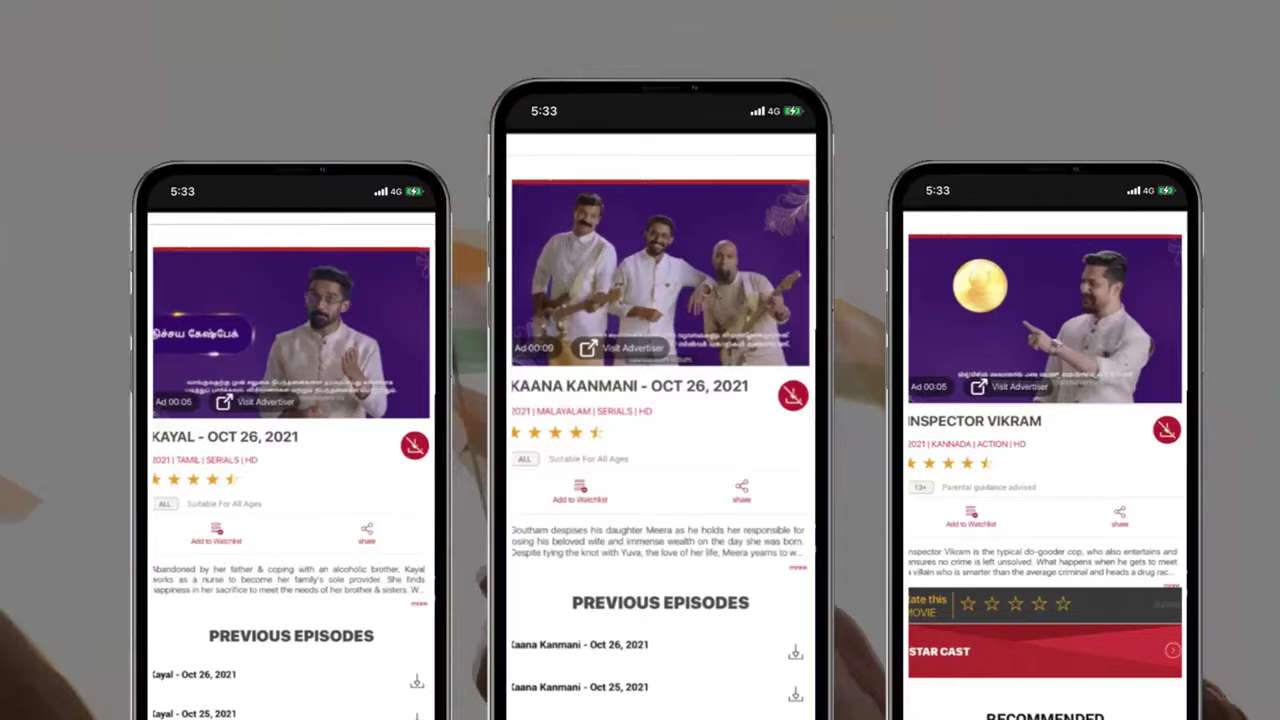 5:33
4G
நிச்சய கேஷ்பேக்
Ad 00:05
Visit Advertiser
KAYAL - OCT 26, 2021
2021 | TAMIL | SERIALS | HD
ALL
Suitable For All Ages
Add to Watchlist
share
Abandoned by her father & coping with an alcoholic brother, Kayal
works as a nurse to become her family's sole provider. She finds
happiness in her sacrifice to meet the needs of her brother & sisters. W...
more
PREVIOUS EPISODES
Kayal - Oct 26, 2021
Kayal - Oct 25, 2021
5:33
4G
Ad 00:09
Visit Advertiser
KAANA KANMANI - OCT 26, 2021
2021 | MALAYALAM | SERIALS | HD
ALL
Suitable For All Ages
Add to Watchlist
share
Goutham despises his daughter Meera as he holds her responsible for
losing his beloved wife and immense wealth on the day she was born.
Despite tying the knot with Yuva, the love of her life, Meera yearns to w...
more
PREVIOUS EPISODES
Kaana Kanmani - Oct 26, 2021
Kaana Kanmani - Oct 25, 2021
5:33
4G
Ad 00:05
Visit Advertiser
INSPECTOR VIKRAM
2021 | KANNADA | ACTION | HD
12+
Parental guidance advised
Add to Watchlist
share
Inspector Vikram is the typical do-gooder cop, who also entertains and
ensures no crime is left unsolved. What happens when he gets to meet
a villain who is smarter than the average criminal and heads a drug rac...
more
Rate this
MOVIE
STAR CAST
RECOMMENDED